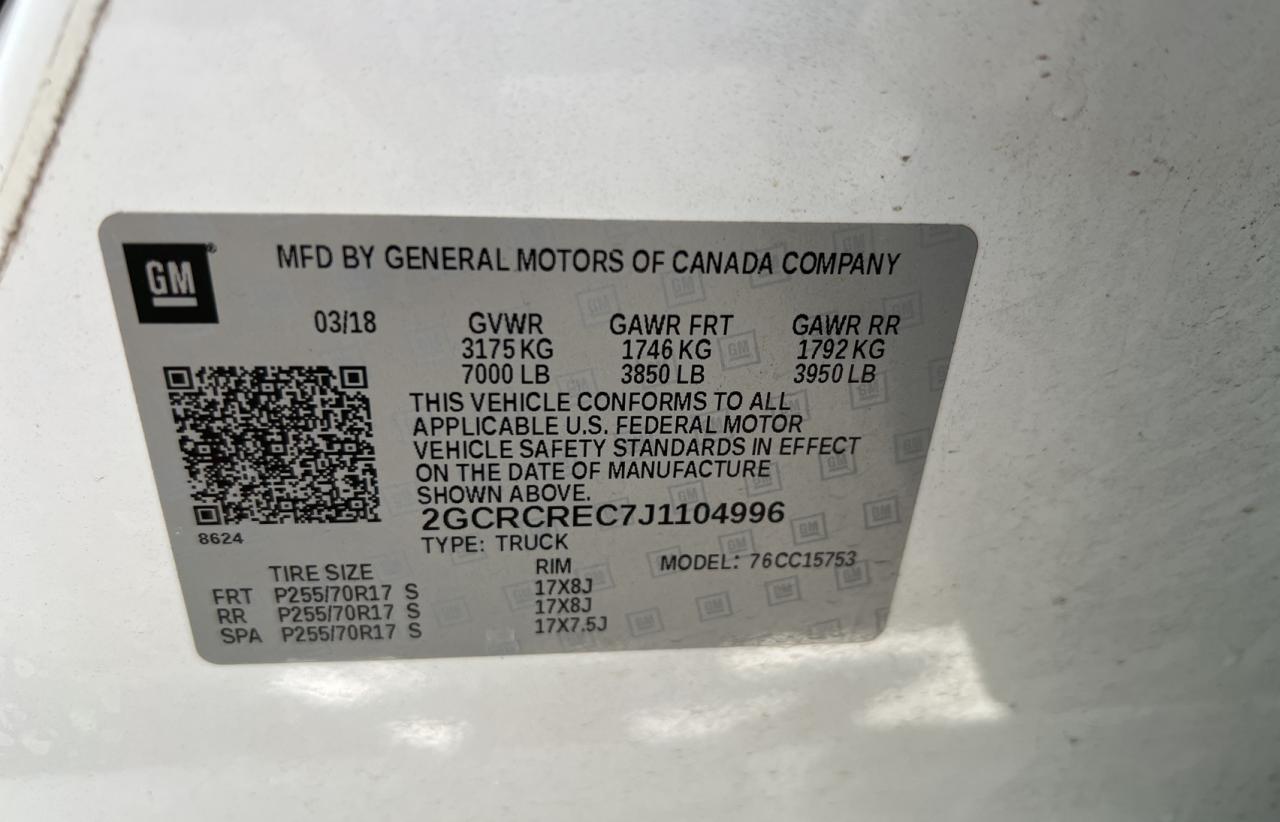 GM®
MFD BY GENERAL MOTORS OF CANADA COMPANY
03/18 GVWR GAWR FRT GAWR RR
3175 KG 1746 KG 1792 KG
7000 LB 3850 LB 3950 LB
THIS VEHICLE CONFORMS TO ALL
APPLICABLE U.S. FEDERAL MOTOR
VEHICLE SAFETY STANDARDS IN EFFECT
ON THE DATE OF MANUFACTURE
SHOWN ABOVE.
2GCRCREC7J1104996
8624
TYPE: TRUCK
MODEL: 76CC15753
TIRE SIZE RIM
FRT P255/70R17 S 17X8J
RR P255/70R17 S 17X8J
SPA P255/70R17 S 17X7.5J